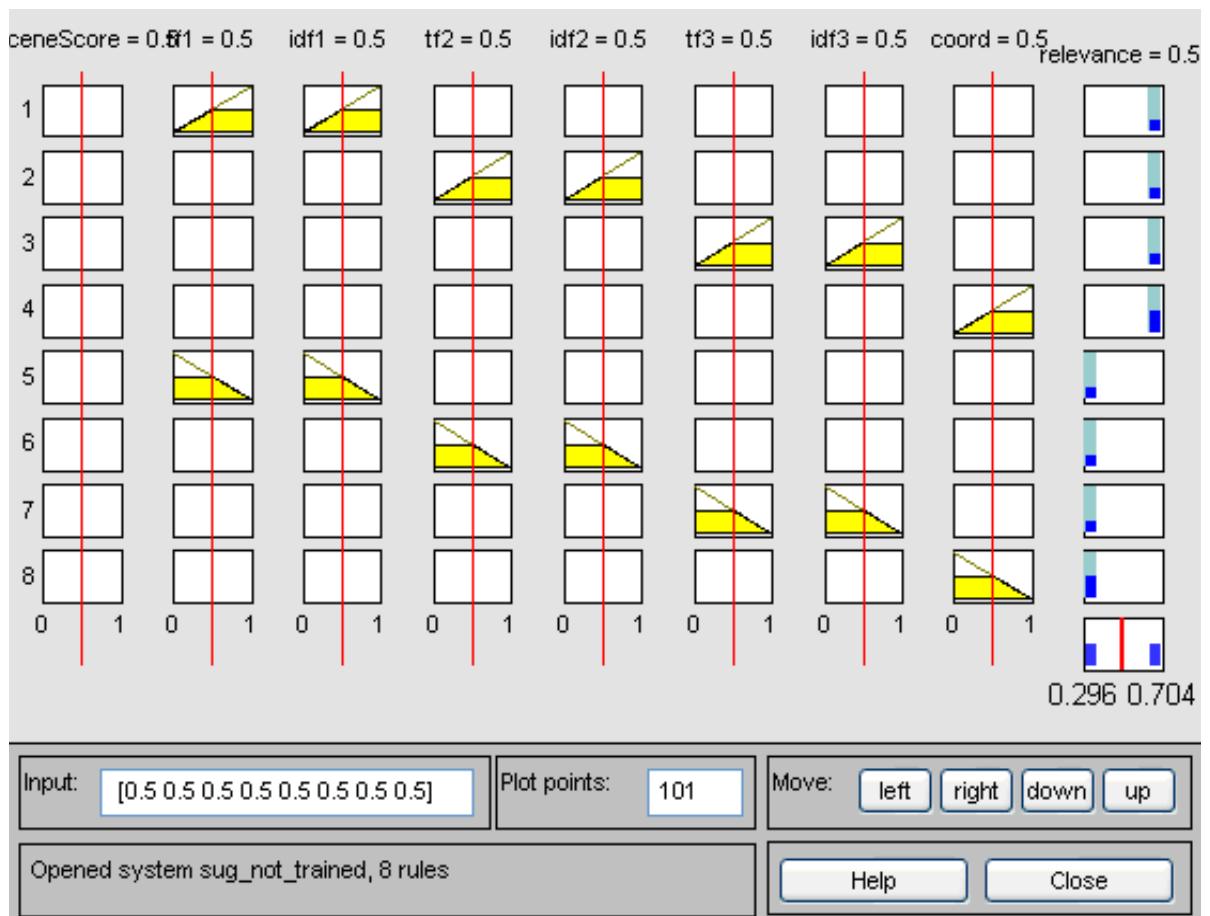 ceneScore = 0.5 tf1 = 0.5 idf1 = 0.5 tf2 = 0.5 idf2 = 0.5 tf3 = 0.5 idf3 = 0.5 coord = 0.5
relevance = 0.5
1
2
3
4
5
6
7
8
0 1 0 1 0 1 0 1 0 1 0 1 0 1 0 1
0.296 0.704
Input: [0.5 0.5 0.5 0.5 0.5 0.5 0.5 0.5] Plot points: 101 Move: left right down up
Opened system sug_not_trained, 8 rules Help Close